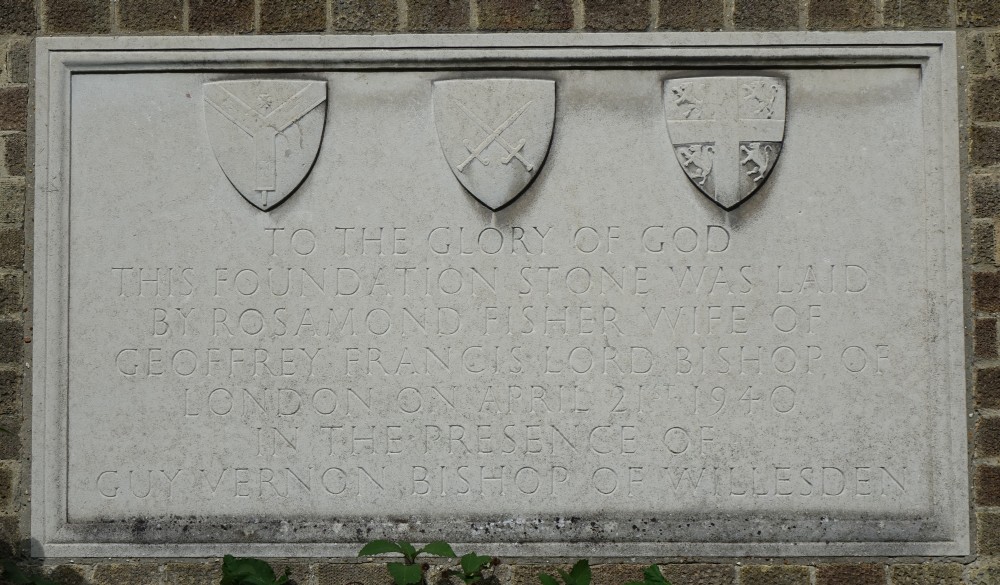 TO THE GLORY OF GOD
THIS FOUNDATION STONE WAS LAID
BY ROSAMOND FISHER WIFE OF
GEOFFREY FRANCIS LORD BISHOP OF
LONDON ON APRIL 21ST 1940
IN THE PRESENCE OF
GUY VERNON BISHOP OF WILLESDEN